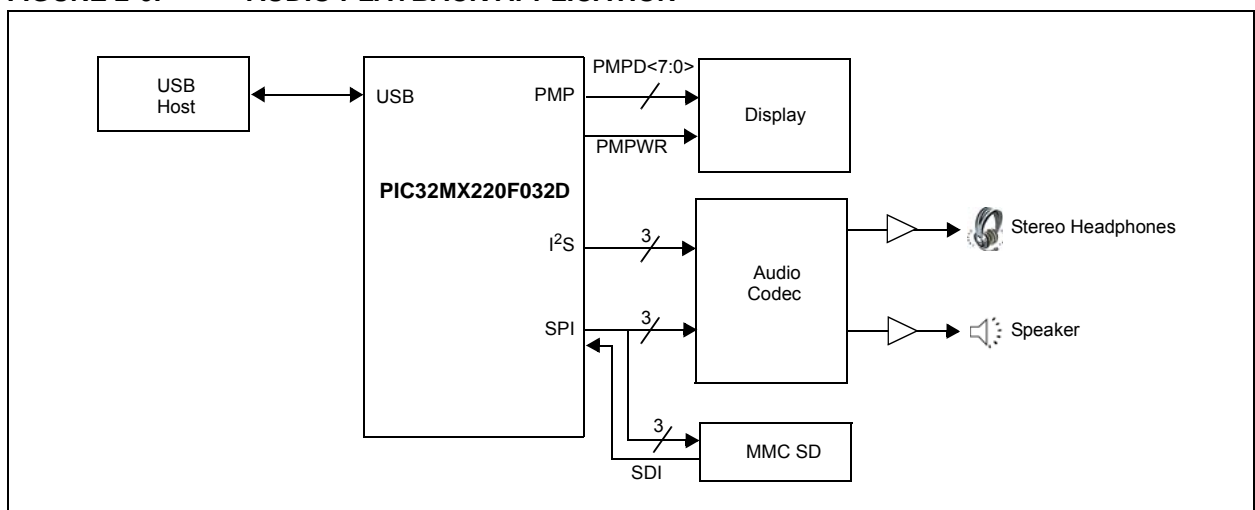 USB
Host
USB
PMP
PMPD<7:0>
PMPWR
Display
PIC32MX220F032D
I²S
3
Audio
Codec
Stereo Headphones
SPI
3
Speaker
3
SDI
MMC SD